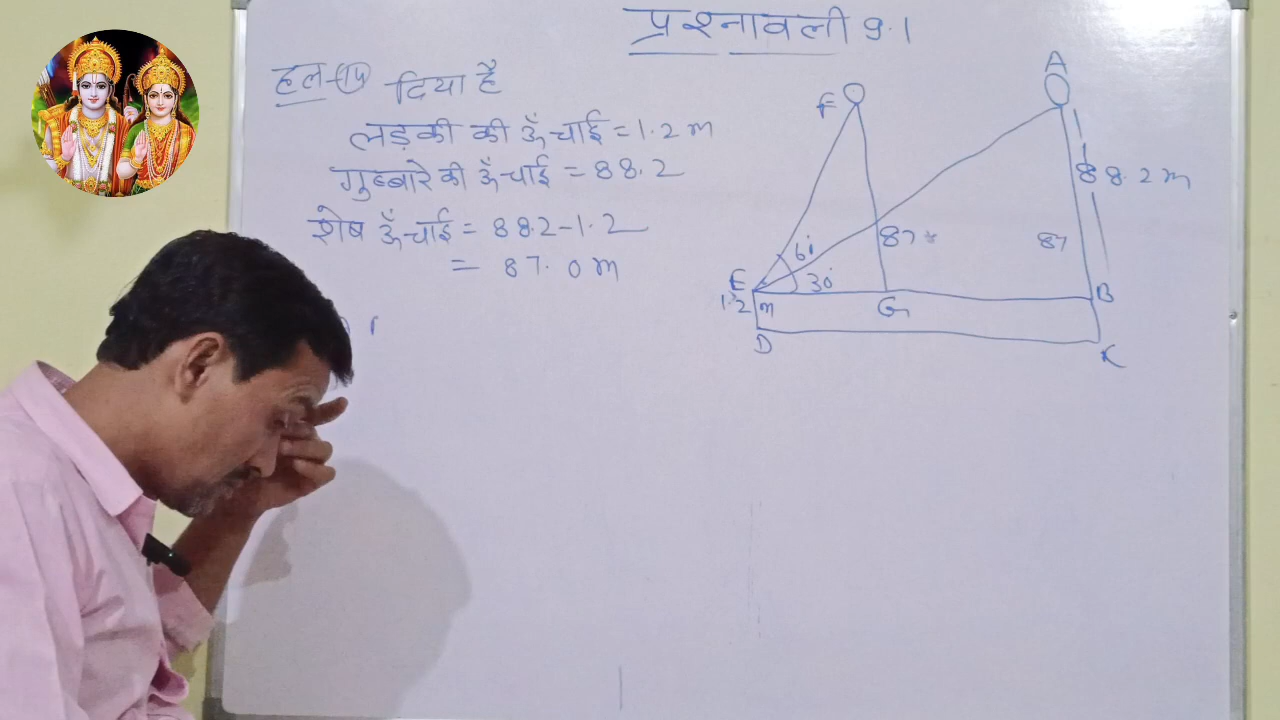 प्रश्नावली 9.1
हल-14 दिया है
लड़की की ऊँचाई = 1.2 m
गुब्बारे की ऊँचाई = 88.2
शेष ऊँचाई = 88.2-1.2
= 87.0 m
A
F
88.2 m
60°
87
87
E
30°
B
1.2 m
G
D
K